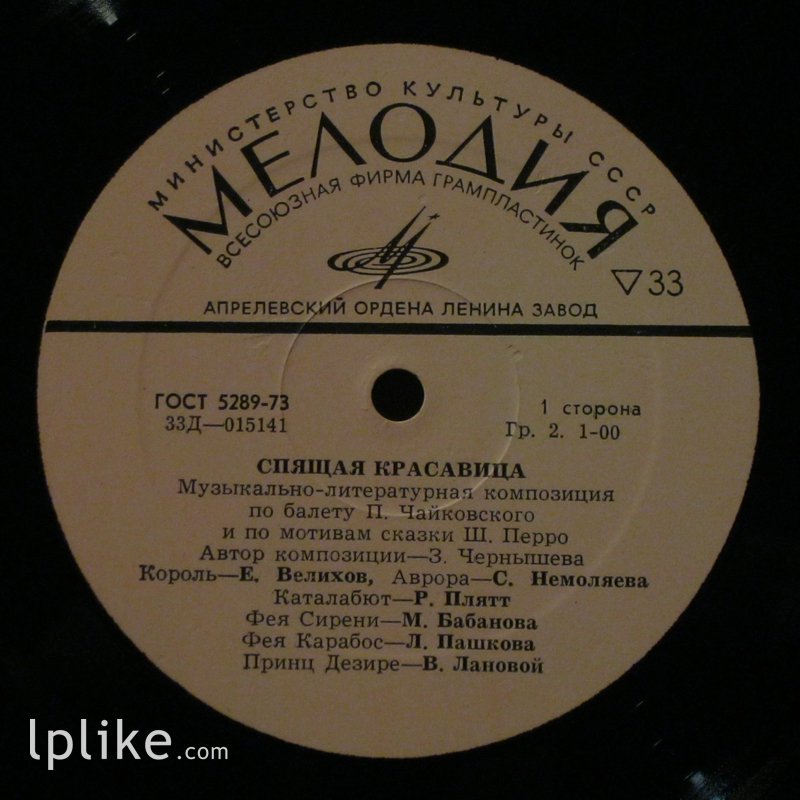 МИНИСТЕРСТВО КУЛЬТУРЫ СССР
МЕЛОДИЯ
ВСЕСОЮЗНАЯ ФИРМА ГРАМПЛАСТИНОК
▽33
АПРЕЛЕВСКИЙ ОРДЕНА ЛЕНИНА ЗАВОД
ГОСТ 5289-73
33Д—015141
1 сторона
Гр. 2. 1-00
СПЯЩАЯ КРАСАВИЦА
Музыкально-литературная композиция
по балету П. Чайковского
и по мотивам сказки Ш. Перро
Автор композиции—З. Чернышева
Король—Е. Велихов, Аврора—С. Немоляева
Каталабют—Р. Плятт
Фея Сирени—М. Бабанова
Фея Карабос—Л. Пашкова
Принц Дезире—В. Лановой
lplike.com